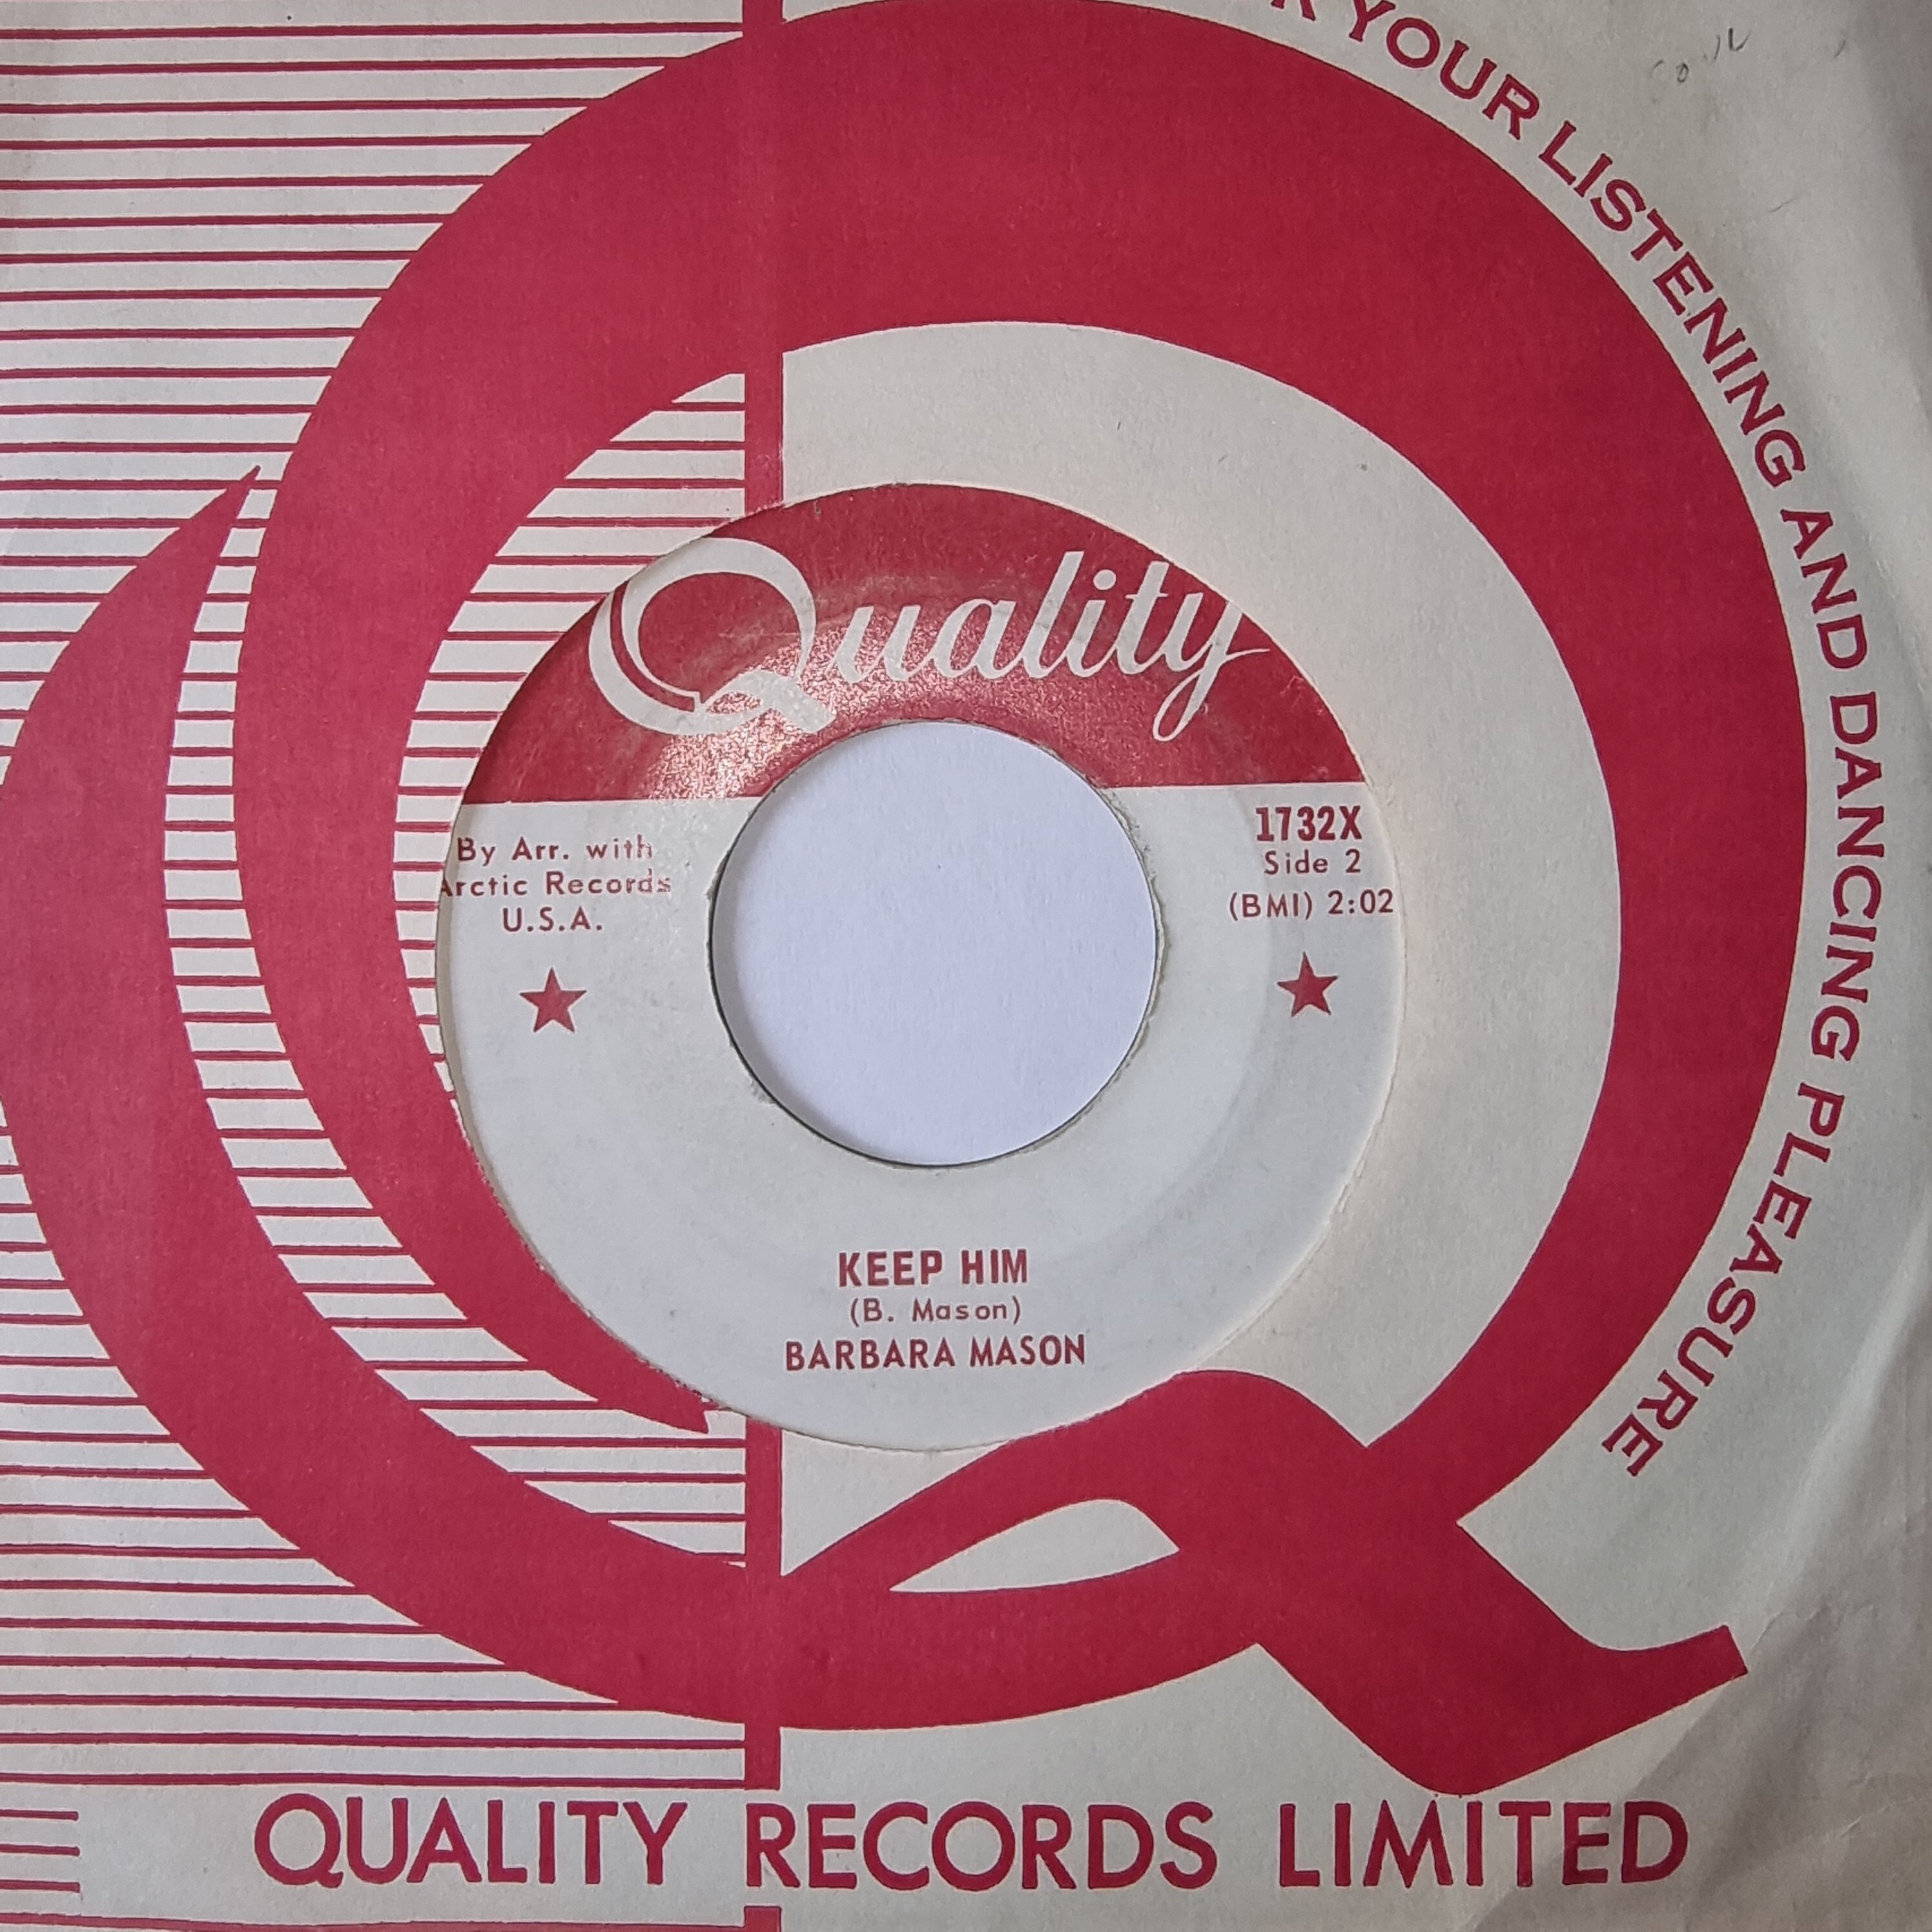 YOUR LISTENING AND DANCING PLEASURE
Quality
By Arr. with
Arctic Records
U.S.A.
1732X
Side 2
(BMI) 2:02
KEEP HIM
(B. Mason)
BARBARA MASON
QUALITY RECORDS LIMITED